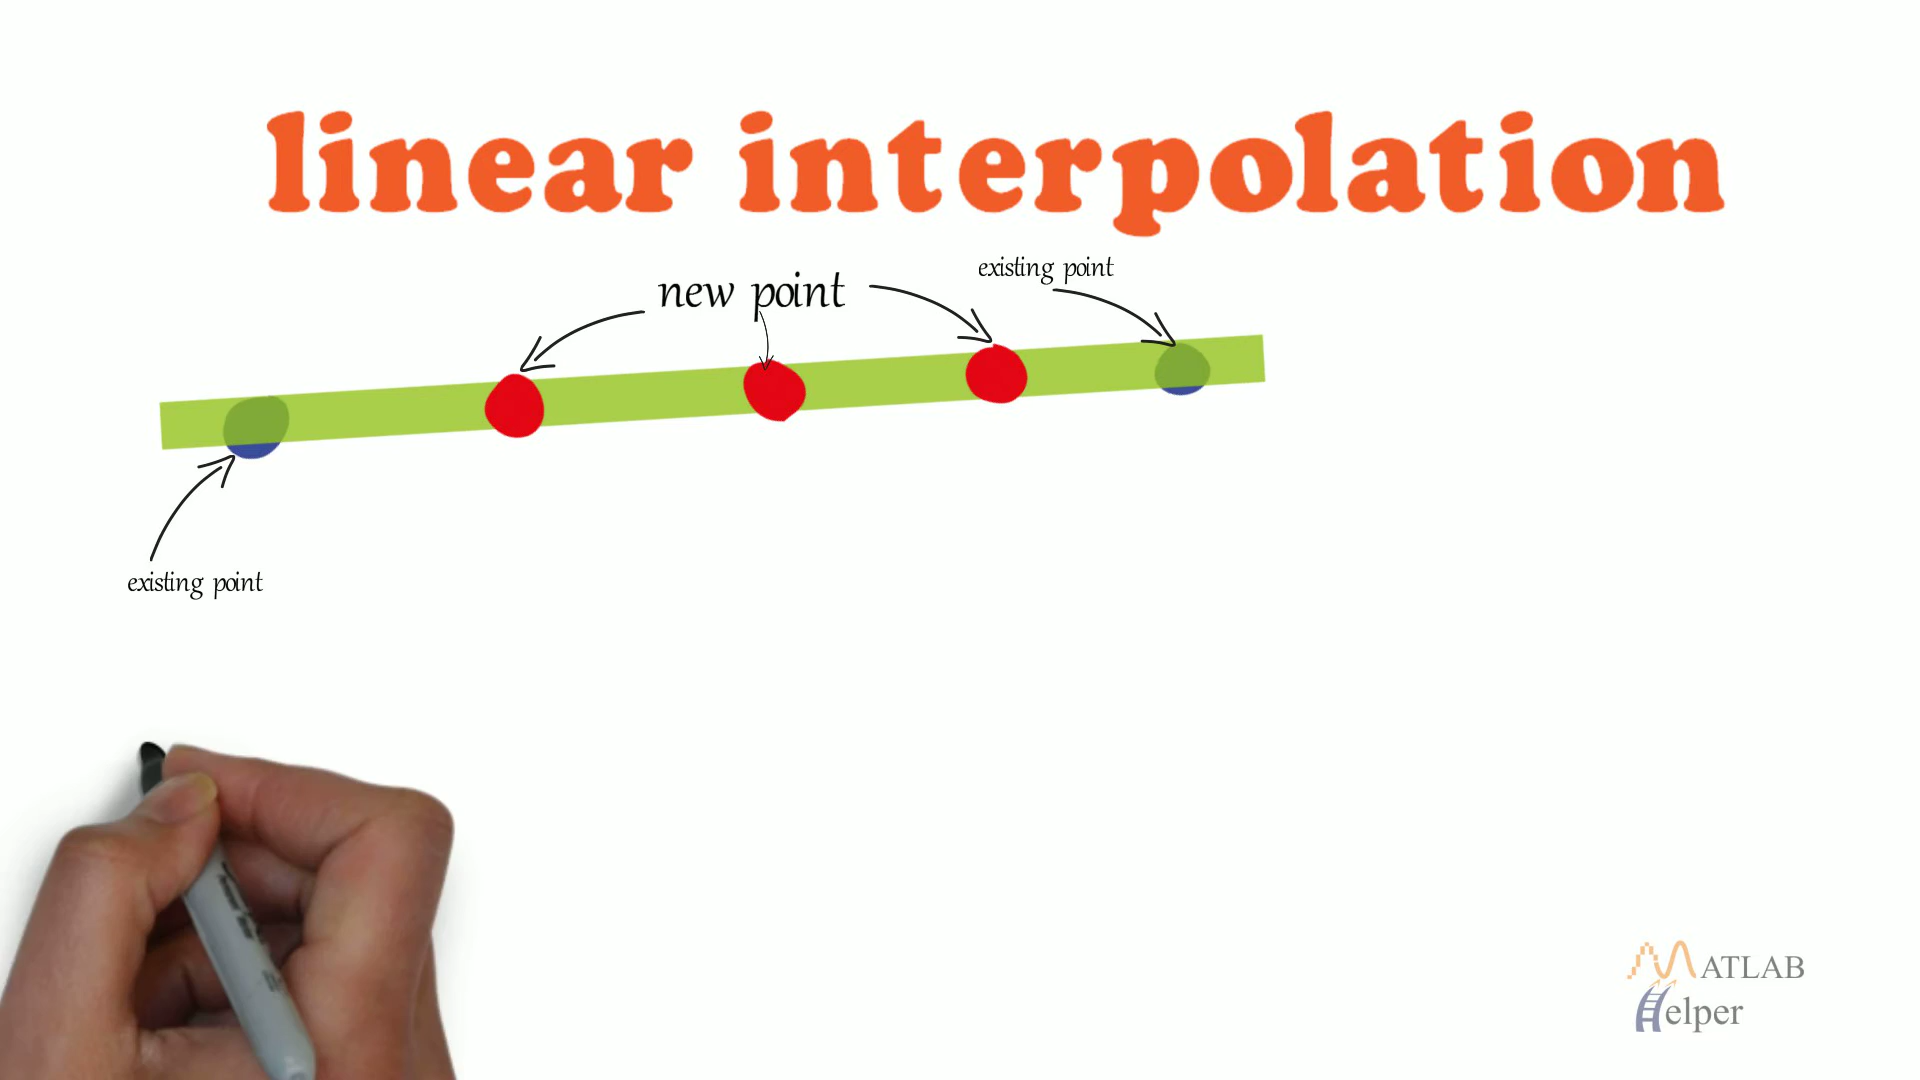 linear interpolation
new point
existing point
existing point
MATLAB
Helper